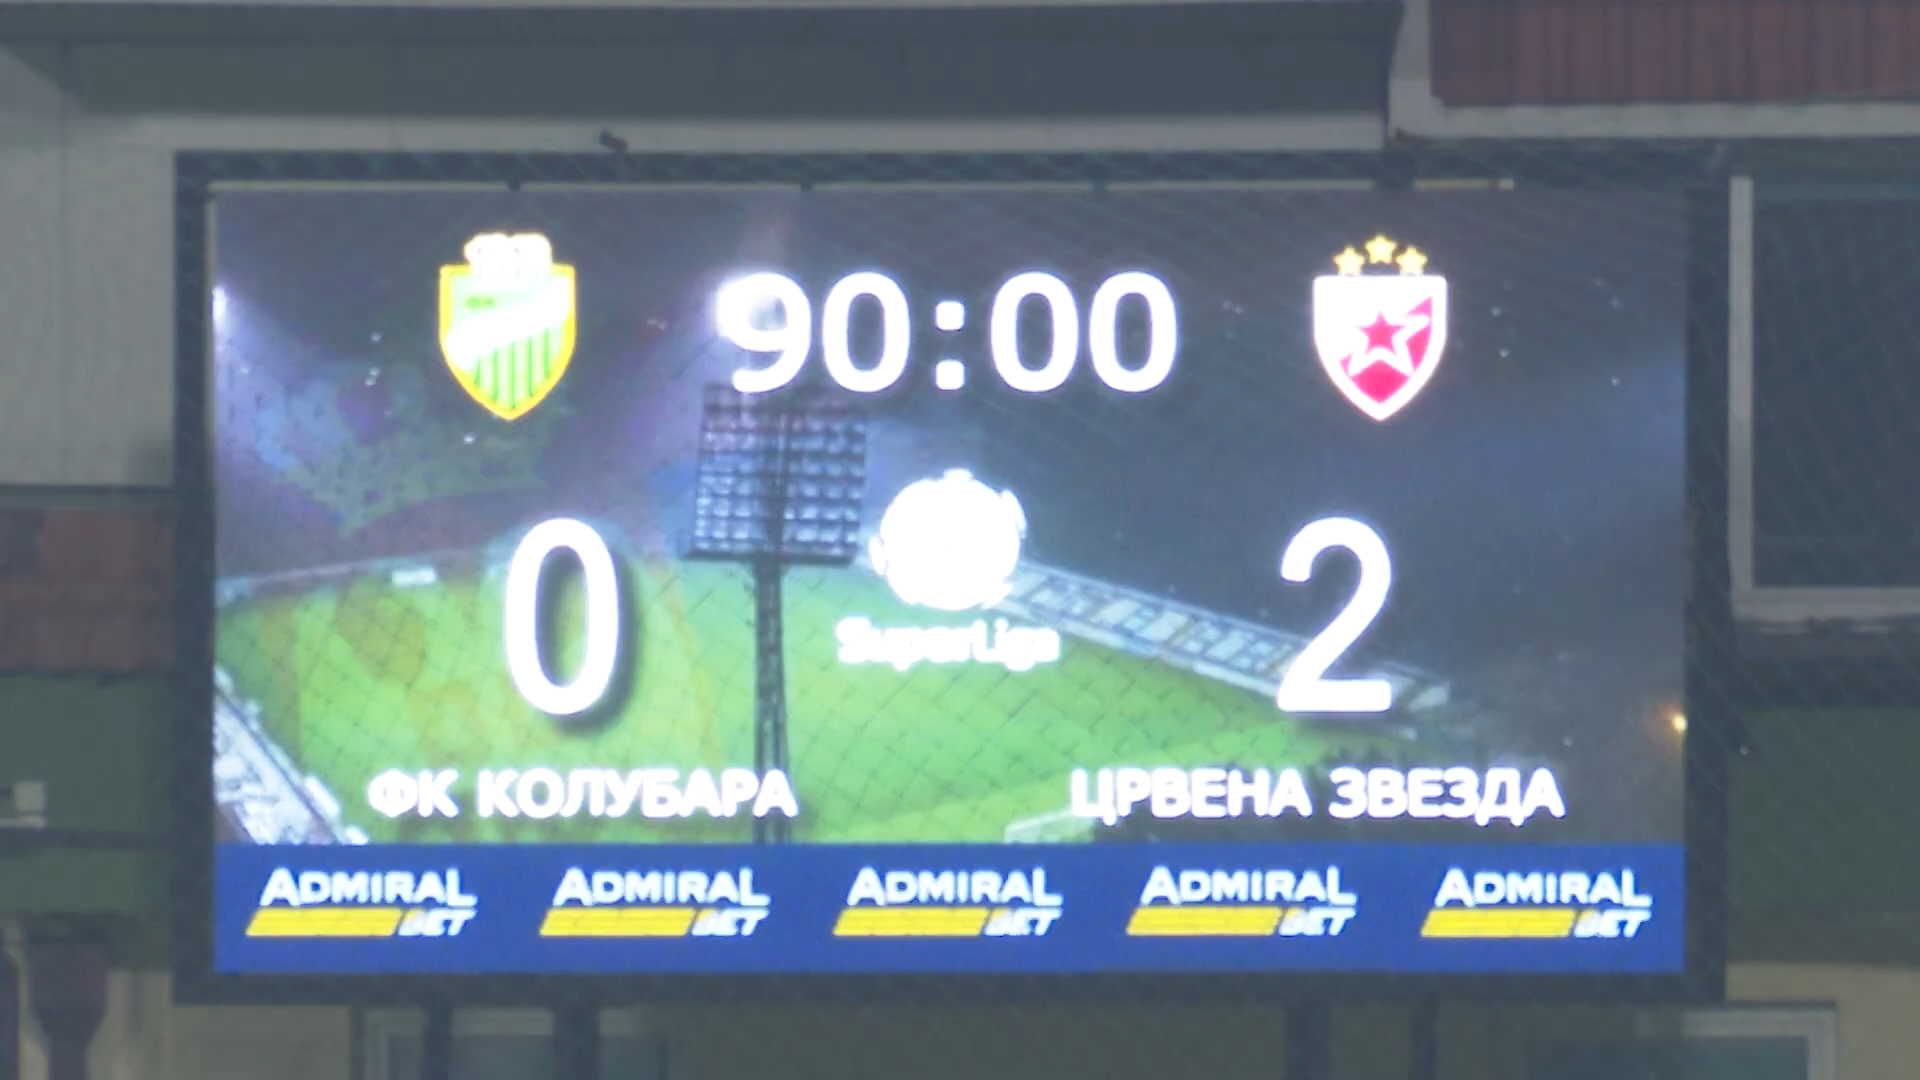 90:00
0 2
SuperLiga
ФК КОЛУБАРА ЦРВЕНА ЗВЕЗДА
ADMIRAL BET ADMIRAL BET ADMIRAL BET ADMIRAL BET ADMIRAL BET